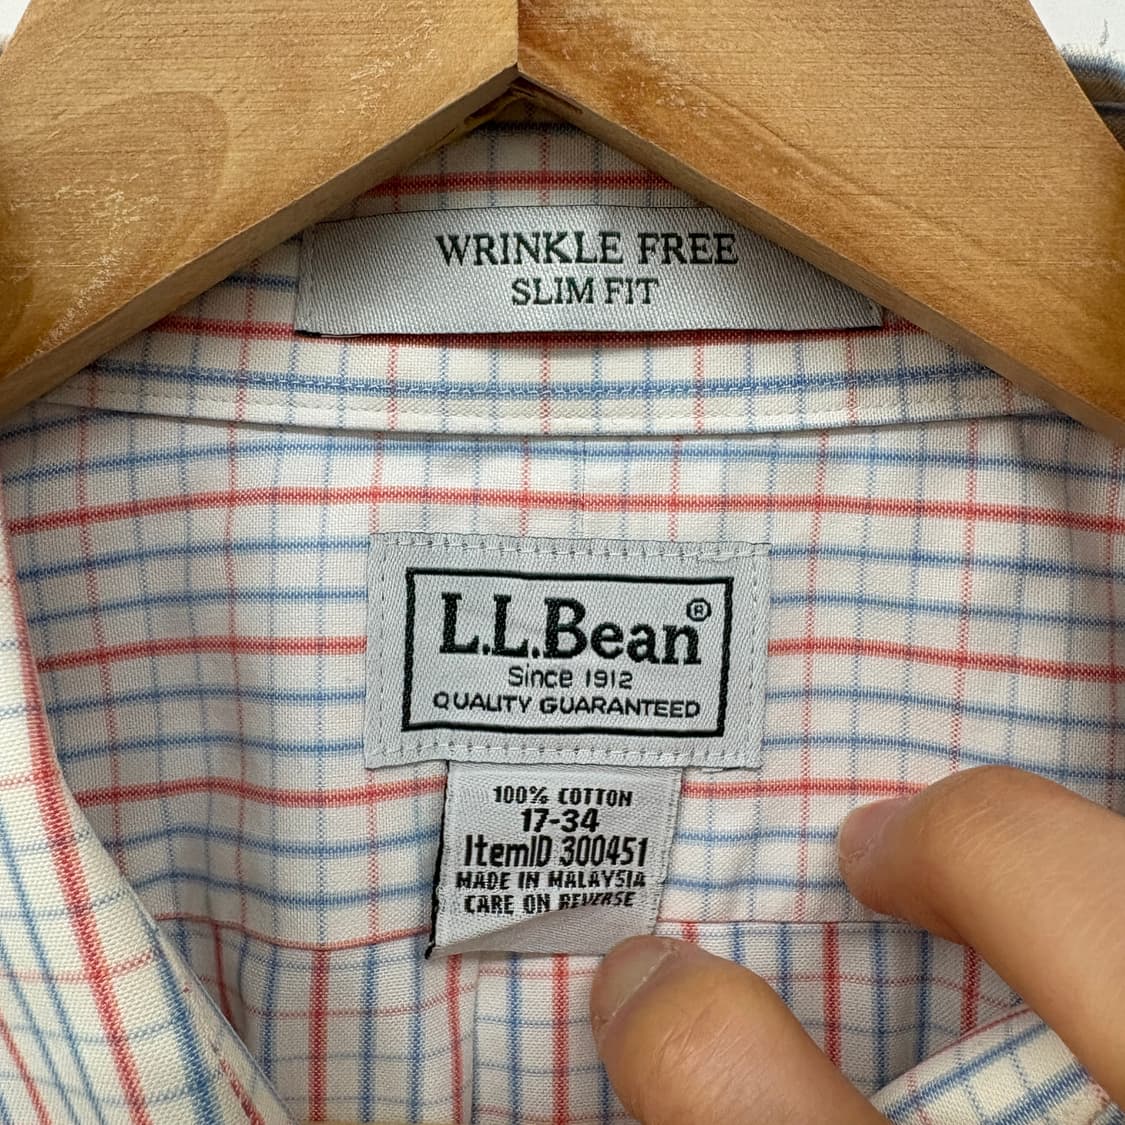 WRINKLE FREE
SLIM FIT
L.L.Bean®
Since 1912
QUALITY GUARANTEED
100% COTTON
17-34
ItemID 300451
MADE IN MALAYSIA
CARE ON REVERSE